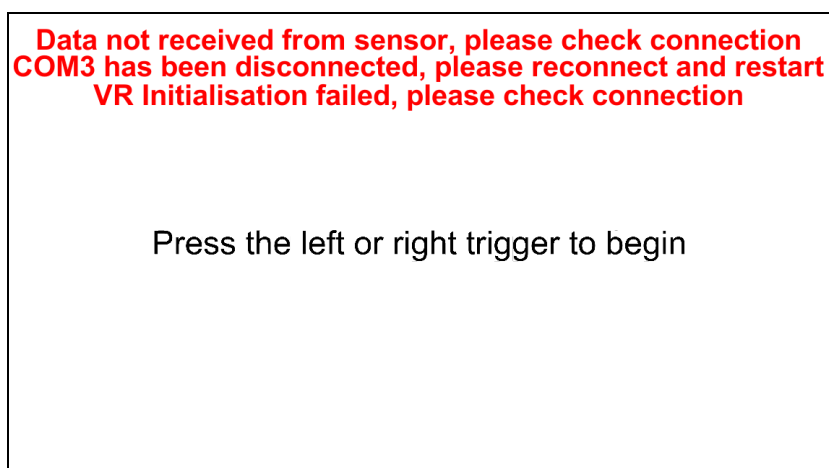 Data not received from sensor, please check connection
COM3 has been disconnected, please reconnect and restart
VR Initialisation failed, please check connection
Press the left or right trigger to begin